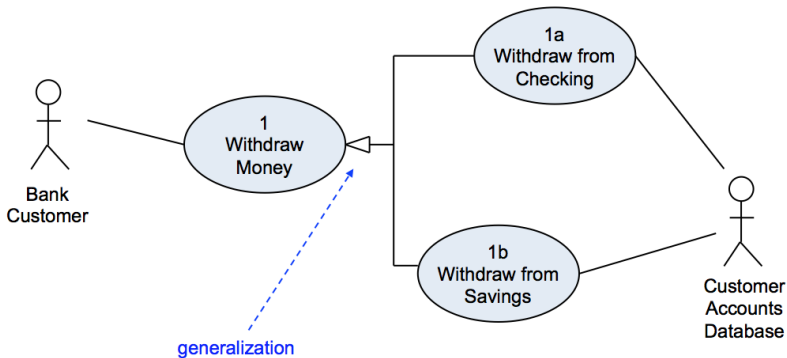 1a
Withdraw from
Checking
1
Withdraw
Money
Bank
Customer
1b
Withdraw from
Savings
Customer
Accounts
Database
generalization